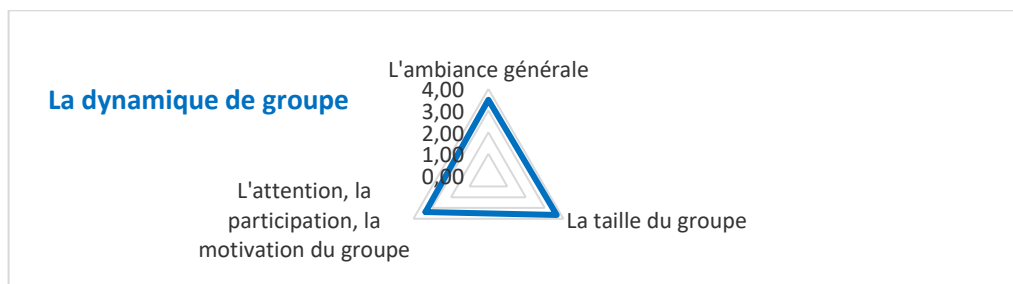 L'ambiance générale
La dynamique de groupe
4,00
3,00
2,00
1,00
0,00
L'attention, la
participation, la
motivation du groupe
La taille du groupe